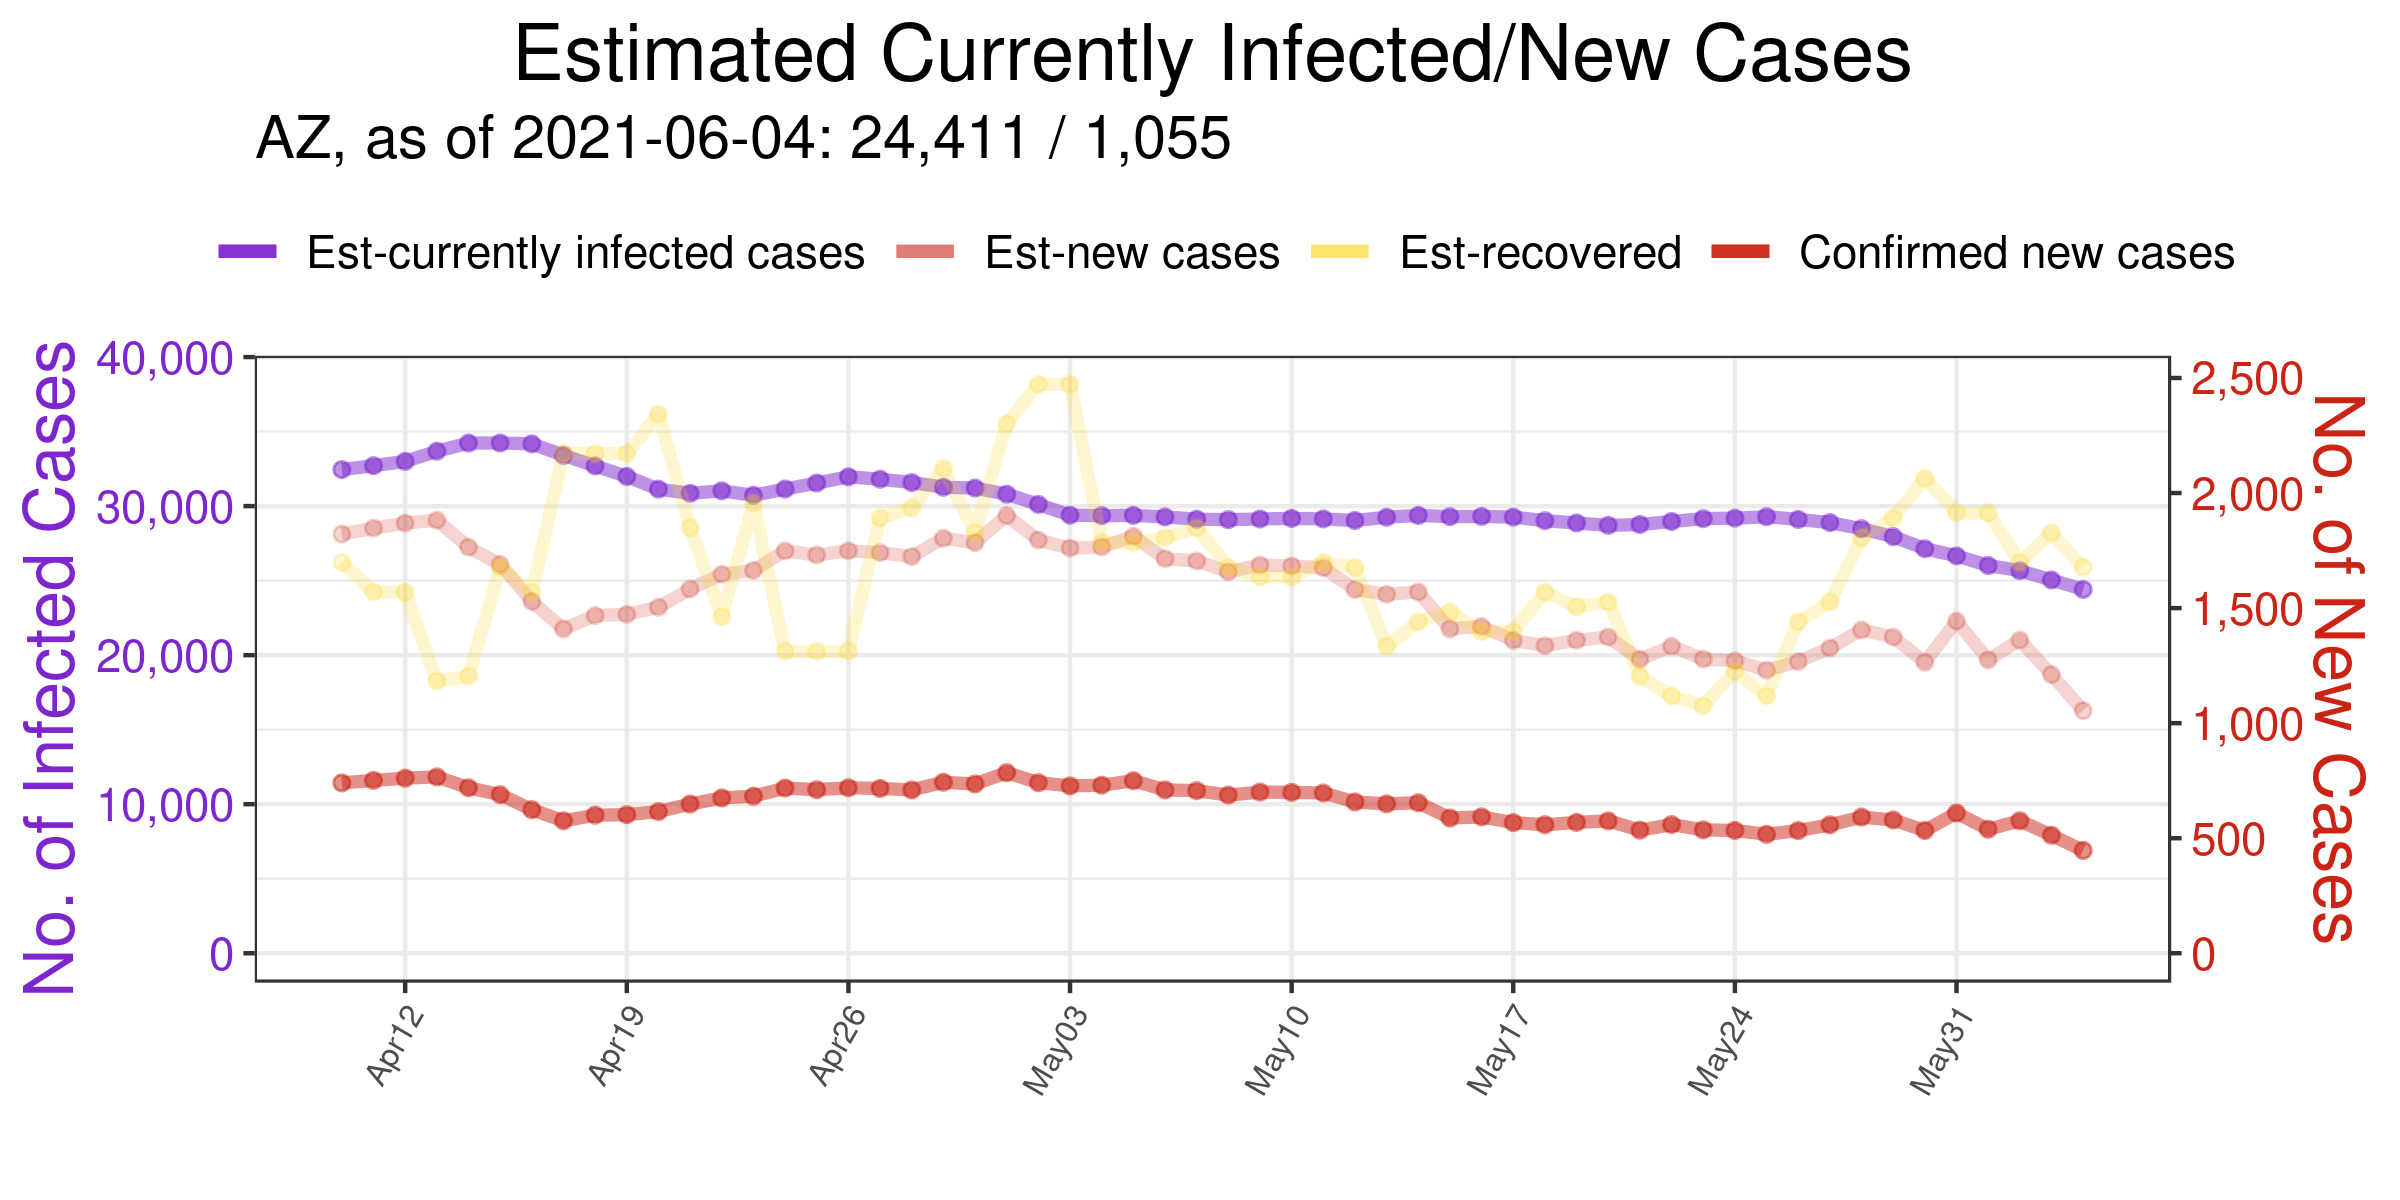 Estimated Currently Infected/New Cases
AZ, as of 2021-06-04: 24,411 / 1,055
Est-currently infected cases Est-new cases Est-recovered Confirmed new cases
No. of Infected Cases
40,000
30,000
20,000
10,000
0
2,500
2,000
1,500
1,000
500
0
No. of New Cases
Apr12 Apr19 Apr26 May03 May10 May17 May24 May31